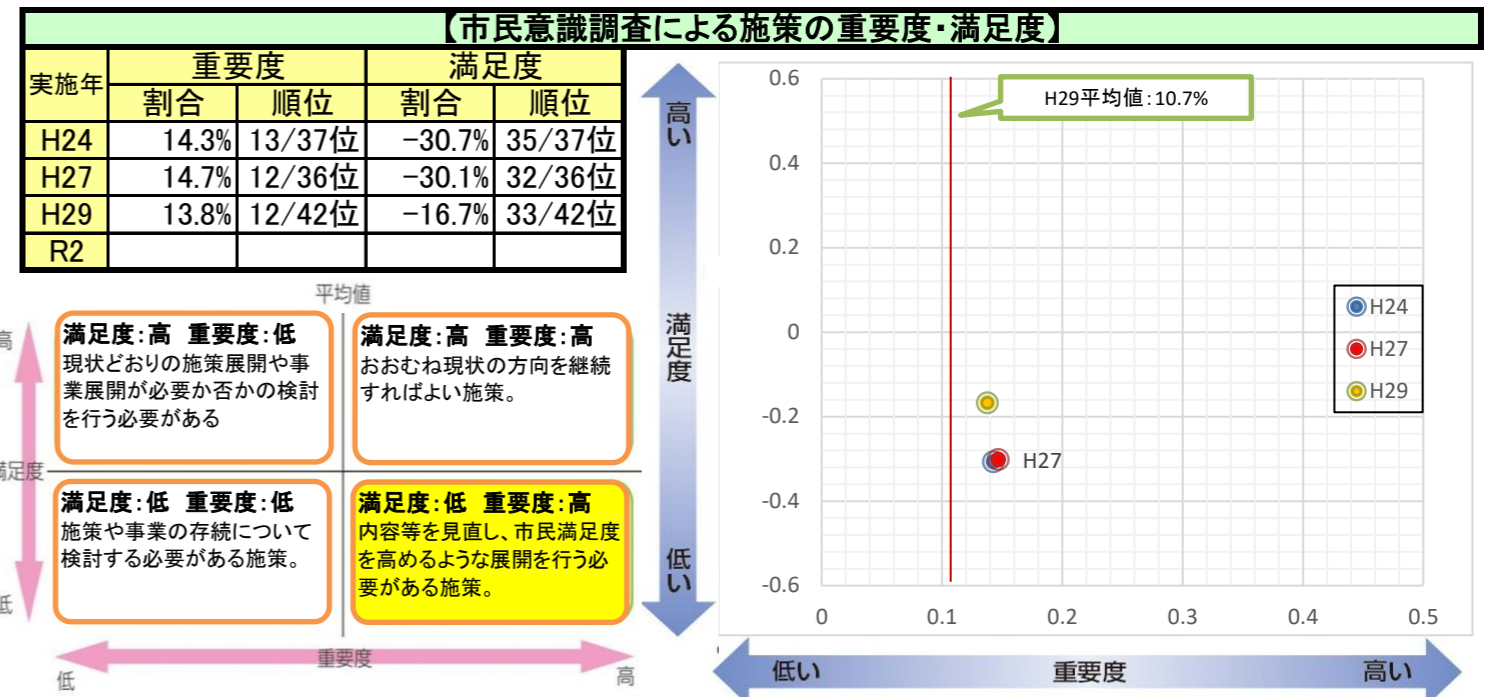 【市民意識調査による施策の重要度・満足度】
実施年 重要度 満足度
割合 順位 割合 順位
H24 14.3% 13/37位 -30.7% 35/37位
H27 14.7% 12/36位 -30.1% 32/36位
H29 13.8% 12/42位 -16.7% 33/42位
R2
平均値
高
満足度:高 重要度:低
現状どおりの施策展開や事
業展開が必要か否かの検討
を行う必要がある
満足度:高 重要度:高
おおむね現状の方向を継続
すればよい施策。
満足度
満足度:低 重要度:低
施策や事業の存続について
検討する必要がある施策。
満足度:低 重要度:高
内容等を見直し、市民満足度
を高めるような展開を行う必
要がある施策。
低
重要度
低
高
高い
満足度
低い
H29平均値:10.7%
0.6
0.4
0.2
0
-0.2
-0.4
-0.6
H27
H24
H27
H29
0 0.1 0.2 0.3 0.4 0.5
低い 重要度 高い